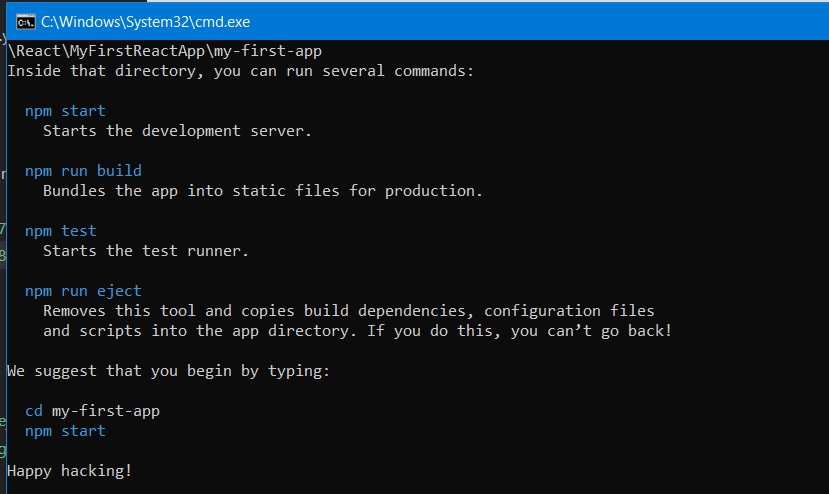 C:\Windows\System32\cmd.exe
\React\MyFirstReactApp\my-first-app
Inside that directory, you can run several commands:
npm start
Starts the development server.
npm run build
Bundles the app into static files for production.
npm test
Starts the test runner.
npm run eject
Removes this tool and copies build dependencies, configuration files
and scripts into the app directory. If you do this, you can’t go back!
We suggest that you begin by typing:
cd my-first-app
npm start
Happy hacking!